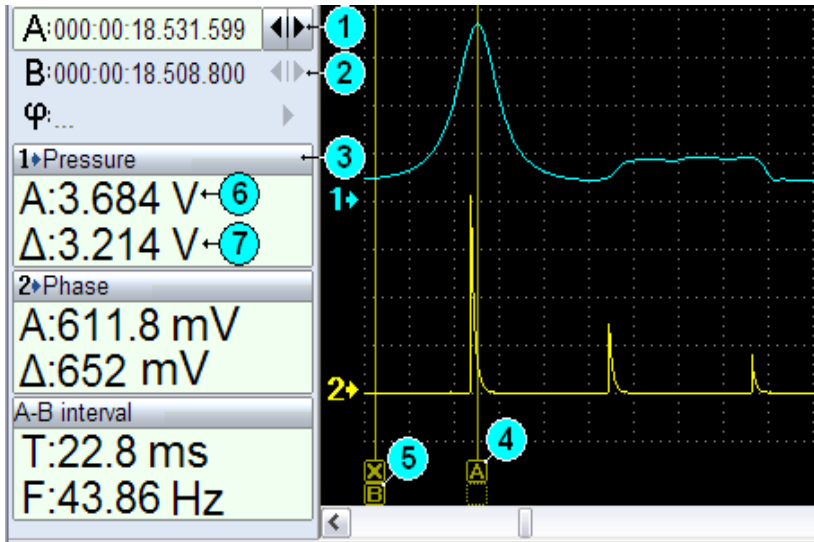 A:000:00:18.531.599
1
B:000:00:18.508.800
2
φ:...
1 Pressure
3
A:3.684 V
6
Δ:3.214 V
7
1
2 Phase
A:611.8 mV
Δ:652 mV
2
A-B interval
T:22.8 ms
F:43.86 Hz
4
5
X
A
B